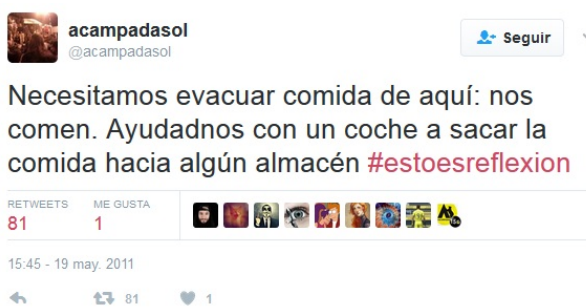 acampadasol
@acampadasol
Seguir
Necesitamos evacuar comida de aquí: nos
comen. Ayudadnos con un coche a sacar la
comida hacia algún almacén #estoesreflexion
RETWEETS
ME GUSTA
81
1
15:45 - 19 may. 2011
81
1